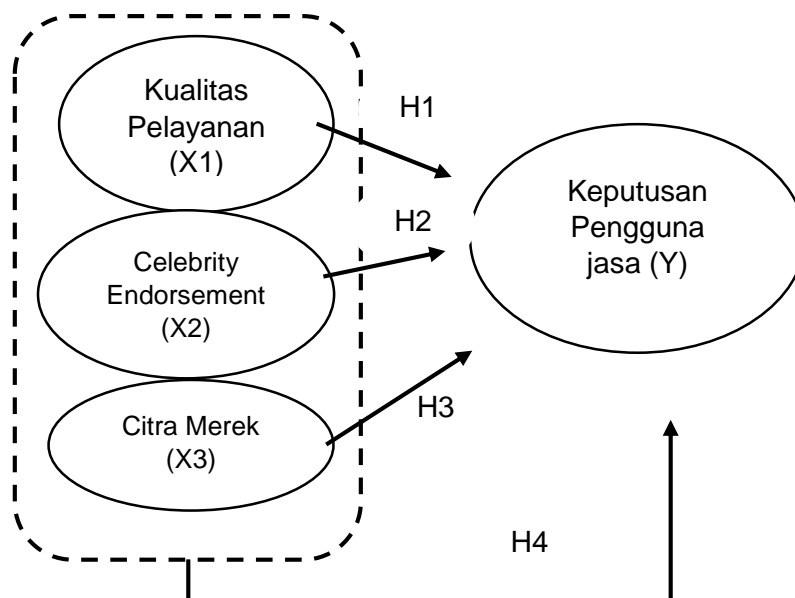 Kualitas
Pelayanan
(X1)
H1
Keputusan
Pengguna
jasa (Y)
H2
Celebrity
Endorsement
(X2)
H3
Citra Merek
(X3)
H4